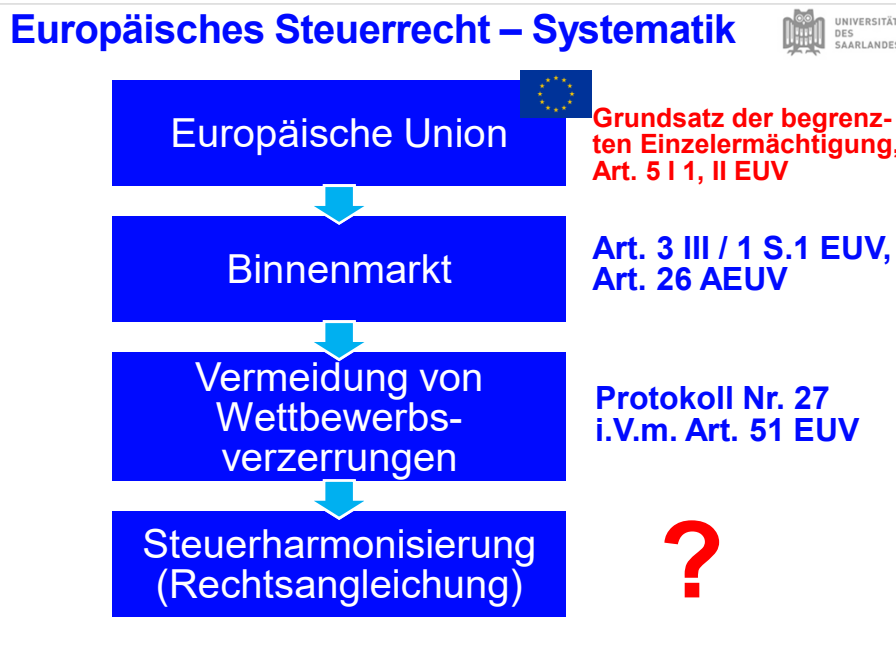 Europäisches Steuerrecht – Systematik
UNIVERSITÄT
DES
SAARLANDES
Europäische Union
Grundsatz der begrenz-
ten Einzelermächtigung,
Art. 5 I 1, II EUV
Binnenmarkt
Art. 3 III / 1 S.1 EUV,
Art. 26 AEUV
Vermeidung von
Wettbewerbs-
verzerrungen
Protokoll Nr. 27
i.V.m. Art. 51 EUV
Steuerharmonisierung
(Rechtsangleichung)
?